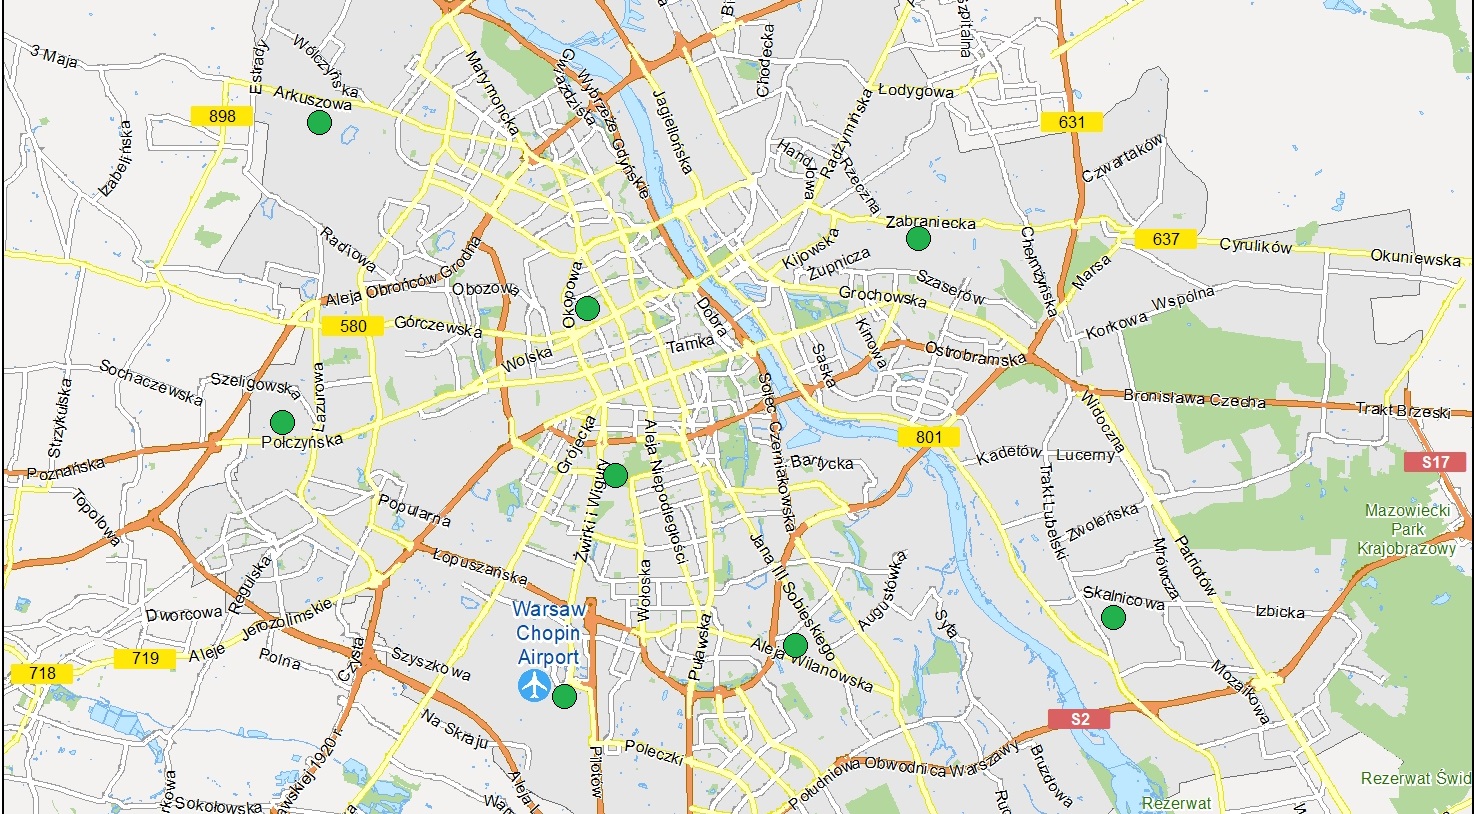 3 Maja
Estrady
Wólczyńska
Arkuszowa
898
Izabelińska
Marymoncka
Gwiaździsta
Wybrzeże Gdyńskie
Jagiellońska
Chodecka
Radzymińska
Łodygowa
631
Handlowa
Rzeczna
Czwartaków
Zabraniecka
637
Cyrulików
Okuniewska
Radiowa
Aleja Obrońców Grodna
Obozowa
Okopowa
Kijowska
Żupnicza
Szaserów
Grochowska
Chełmżyńska
Marsa
580
Górczewska
Wolska
Tamka
Dobra
Kinowa
Saska
Ostrobramska
Korkowa
Wspólna
Sochaczewska
Szeligowska
Lazurowa
Strzykulska
Połczyńska
Poznańska
Topolowa
Popularna
Grójecka
Żwirki i Wigury
Aleja Niepodległości
Solec
Czerniakowska
Bartycka
801
Kadetów
Lucerny
Widoczna
Bronisława Czecha
Trakt Brzeski
S17
Trakt Lubelski
Zwoleńska
Mrówcza
Patriotów
Mazowiecki
Park
Krajobrazowy
Łopuszańska
Regulska
Dworcowa
Aleje
Jerozolimskie
719
718
Polna
Czysta
Szyszkowa
Na Skraju
Warsaw
Chopin
Airport
Wołoska
Puławska
Jana III Sobieskiego
Aleja Wilanowska
Augustówka
Syta
Skalnicowa
Izbicka
Mozaikowa
S2
Poleczki
Pilotów
Południowa Obwodnica Warszawy
Bruzdowa
Sokołowska
Rezerwat
Rezerwat Świd